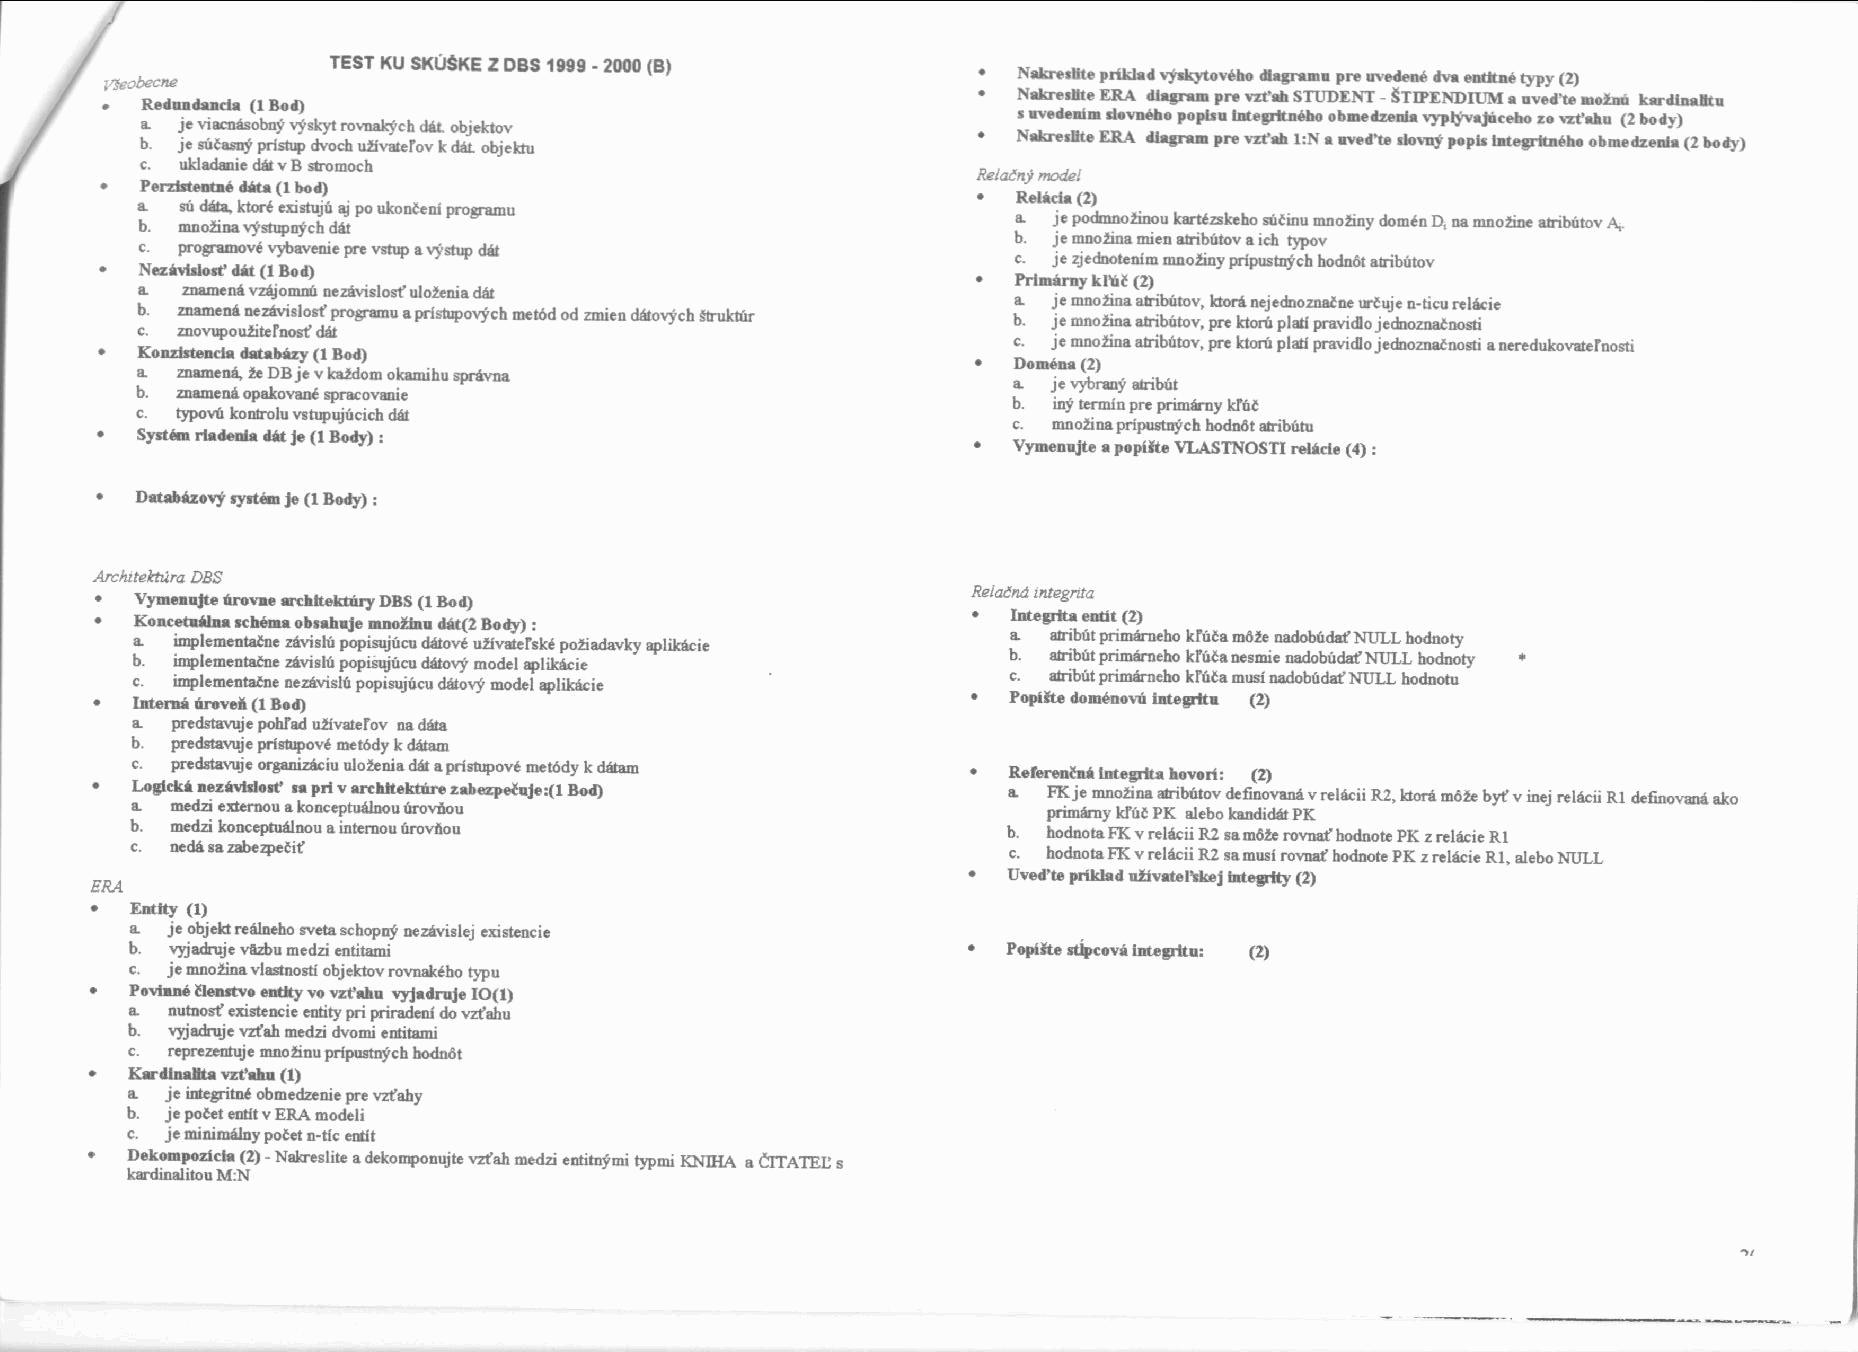 TEST KU SKÚŠKE Z DBS 1999 - 2000 (B)
Všeobecne
• Redundancia (1 Bod)
a. je viacnásobný výskyt rovnakých dát. objektov
b. je súčasný prístup dvoch užívateľov k dát. objektu
c. ukladanie dát v B stromoch
• Perzistentné dáta (1 bod)
a. sú dáta, ktoré existujú aj po ukončení programu
b. množina výstupných dát
c. programové vybavenie pre vstup a výstup dát
• Nezávislosť dát (1 Bod)
a. znamená vzájomnú nezávislosť uloženia dát
b. znamená nezávislosť programu a prístupových metód od zmien dátových štruktúr
c. znovupoužiteľnosť dát
• Konzistencia databázy (1 Bod)
a. znamená, že DB je v každom okamihu správna
b. znamená opakované spracovanie
c. typovú kontrolu vstupujúcich dát
• Systém riadenia dát je (1 Body) :
• Databázový systém je (1 Body) :
Architektúra DBS
• Vymenujte úrovne architektúry DBS (1 Bod)
• Koncetuálna schéma obsahuje množinu dát(2 Body) :
a. implementačne závislú popisujúcu dátové užívateľské požiadavky aplikácie
b. implementačne závislú popisujúcu dátový model aplikácie
c. implementačne nezávislú popisujúcu dátový model aplikácie
• Interná úroveň (1 Bod)
a. predstavuje pohľad užívateľov na dáta
b. predstavuje prístupové metódy k dátam
c. predstavuje organizáciu uloženia dát a prístupové metódy k dátam
• Logická nezávislosť sa pri v architektúre zabezpečuje:(1 Bod)
a. medzi externou a konceptuálnou úrovňou
b. medzi konceptuálnou a internou úrovňou
c. nedá sa zabezpečiť
ERA
• Entity (1)
a. je objekt reálneho sveta schopný nezávislej existencie
b. vyjadruje väzbu medzi entitami
c. je množina vlastností objektov rovnakého typu
• Povinné členstvo entity vo vzťahu vyjadruje IO(1)
a. nutnosť existencie entity pri priradení do vzťahu
b. vyjadruje vzťah medzi dvomi entitami
c. reprezentuje množinu prípustných hodnôt
• Kardinalita vzťahu (1)
a. je integritné obmedzenie pre vzťahy
b. je počet entít v ERA modeli
c. je minimálny počet n-tíc entít
• Dekompozícia (2) - Nakreslite a dekomponujte vzťah medzi entitnými typmi KNIHA a ČITATEĽ s
kardinalitou M:N
• Nakreslite príklad výskytového diagramu pre uvedené dva entitné typy (2)
• Nakreslite ERA diagram pre vzťah STUDENT - ŠTIPENDIUM a uveďte možnú kardinalitu
s uvedením slovného popisu integritného obmedzenia vyplývajúceho zo vzťahu (2 body)
• Nakreslite ERA diagram pre vzťah 1:N a uveďte slovný popis integritného obmedzenia (2 body)
Relačný model
• Relácia (2)
a. je podmnožinou kartézskeho súčinu množiny domén Di na množine atribútov Ai.
b. je množina mien atribútov a ich typov
c. je zjednotením množiny prípustných hodnôt atribútov
• Primárny kľúč (2)
a. je množina atribútov, ktorá nejednoznačne určuje n-ticu relácie
b. je množina atribútov, pre ktorú platí pravidlo jednoznačnosti
c. je množina atribútov, pre ktorú platí pravidlo jednoznačnosti a neredukovateľnosti
• Doména (2)
a. je vybraný atribút
b. iný termín pre primárny kľúč
c. množina prípustných hodnôt atribútu
• Vymenujte a popíšte VLASTNOSTI relácie (4) :
Relačná integrita
• Integrita entít (2)
a. atribút primárneho kľúča môže nadobúdať NULL hodnoty
b. atribút primárneho kľúča nesmie nadobúdať NULL hodnoty *
c. atribút primárneho kľúča musí nadobúdať NULL hodnotu
• Popíšte doménovú integritu (2)
• Referenčná integrita hovorí: (2)
a. FK je množina atribútov definovaná v relácii R2, ktorá môže byť v inej relácii R1 definovaná ako
primárny kľúč PK alebo kandidát PK
b. hodnota FK v relácii R2 sa môže rovnať hodnote PK z relácie R1
c. hodnota FK v relácii R2 sa musí rovnať hodnote PK z relácie R1, alebo NULL
• Uveďte príklad užívateľskej integrity (2)
• Popíšte stĺpcová integritu: (2)